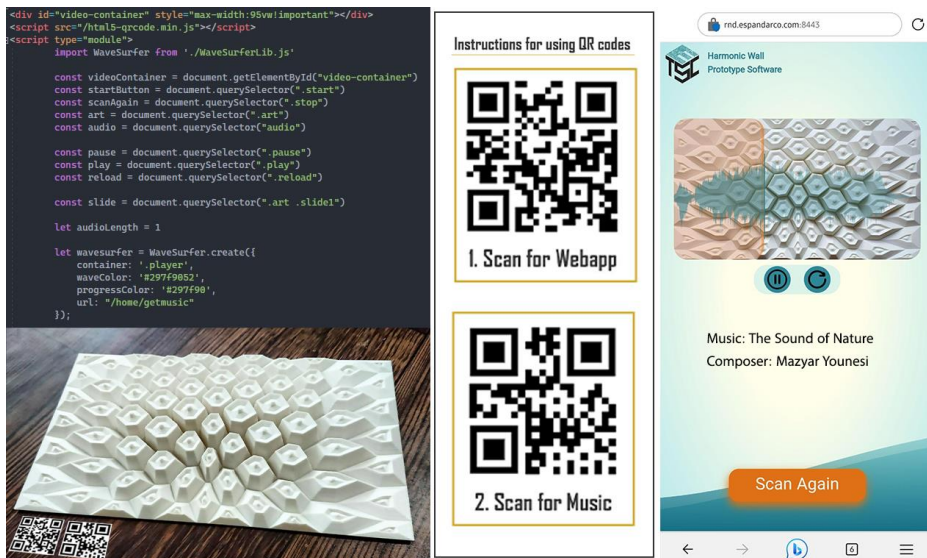 <div id="video-container" style="max-width:95vw!important"></div>
<script src="/html5-qrcode.min.js"></script>
<script type="module">
import WaveSurfer from './WaveSurferLib.js'
const videoContainer = document.getElementById("video-container")
const startButton = document.querySelector(".start")
const scanAgain = document.querySelector(".stop")
const art = document.querySelector(".art")
const audio = document.querySelector("audio")
const pause = document.querySelector(".pause")
const play = document.querySelector(".play")
const reload = document.querySelector(".reload")
const slide = document.querySelector(".art .slide1")
let audioLength = 1
let wavesurfer = WaveSurfer.create({
container: '.player',
waveColor: '#297f9052',
progressColor: '#297f90',
url: "/home/getmusic"
});
Instructions for using QR codes
1. Scan for Webapp
2. Scan for Music
rnd.espandarco.com:8443
TSL
Harmonic Wall
Prototype Software
Music: The Sound of Nature
Composer: Mazyar Younesi
Scan Again
6